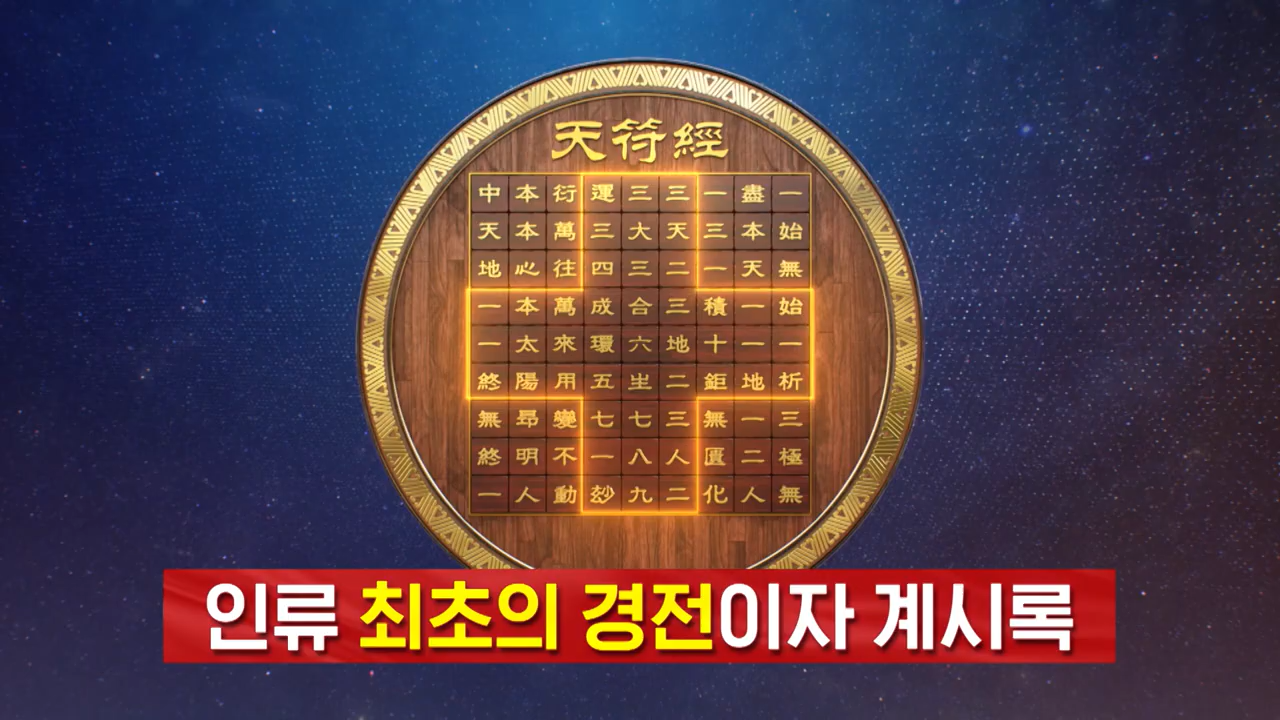 天符經
一始無始一析三極無
盡本天一一地一二人
一三一積十鉅無匱化
三天二三地二三人二
三大三合六生七八九
運三四成環五七一玅
衍萬往萬來用變不動
本本心本太陽昻明人
中天地一一終無終一
인류 최초의 경전이자 계시록